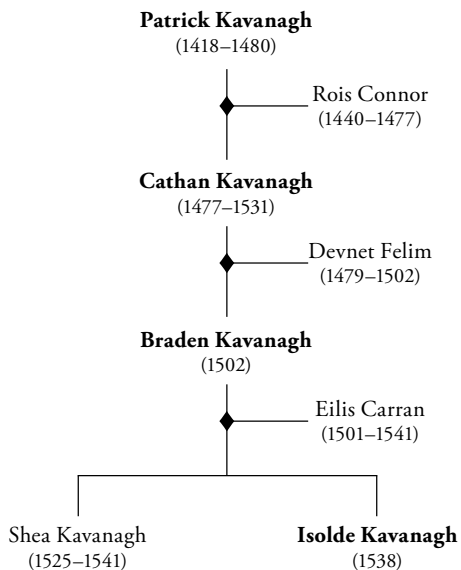 Patrick Kavanagh
(1418–1480)
Rois Connor
(1440–1477)
Cathan Kavanagh
(1477–1531)
Devnet Felim
(1479–1502)
Braden Kavanagh
(1502)
Eilis Carran
(1501–1541)
Shea Kavanagh
(1525–1541)
Isolde Kavanagh
(1538)